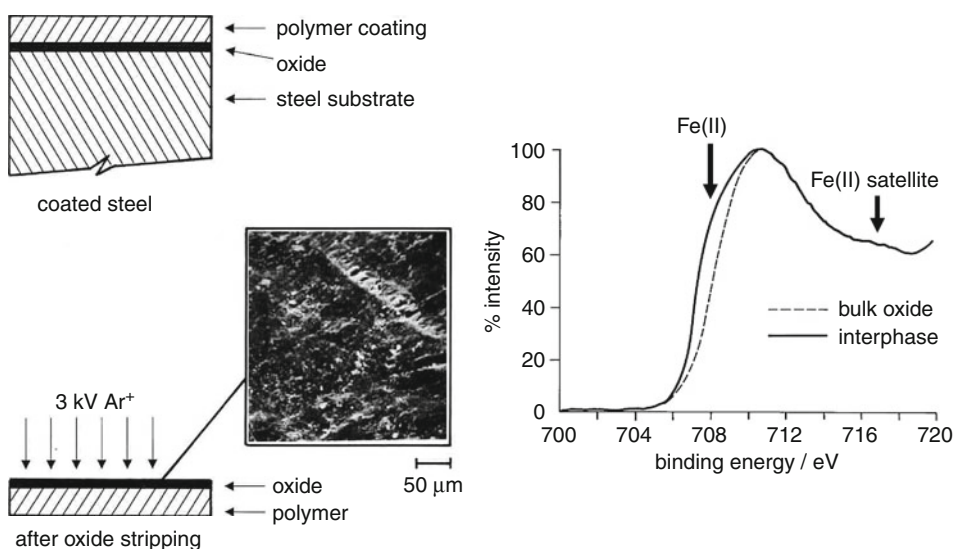 polymer coating
oxide
steel substrate
coated steel
3 kV Ar⁺
50 μm
oxide
polymer
after oxide stripping
Fe(II)
Fe(II) satellite
100
80
60
40
20
0
% intensity
bulk oxide
interphase
700 704 708 712 716 720
binding energy / eV